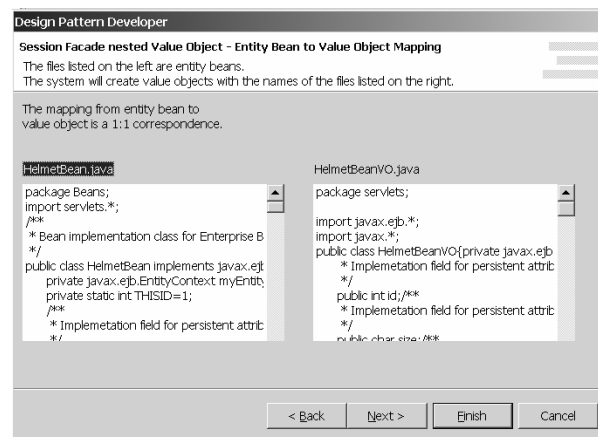 Design Pattern Developer
Session Facade nested Value Object - Entity Bean to Value Object Mapping
The files listed on the left are entity beans.
The system will create value objects with the names of the files listed on the right.
The mapping from entity bean to
value object is a 1:1 correspondence.
HelmetBean.java
package Beans;
import servlets.*;
/**
* Bean implementation class for Enterprise B
*/
public class HelmetBean implements javax.ejt
private javax.ejb.EntityContext myEntity
private static int THISID=1;
/**
* Implemetation field for persistent attrib
*/
HelmetBeanVO.java
package servlets;
import javax.ejb.*;
import javax.*;
public class HelmetBeanVO{private javax.ejb
* Implemetation field for persistent attrib
*/
public int id;/**
* Implemetation field for persistent attrib
*/
public char size;/**
< Back
Next >
Finish
Cancel